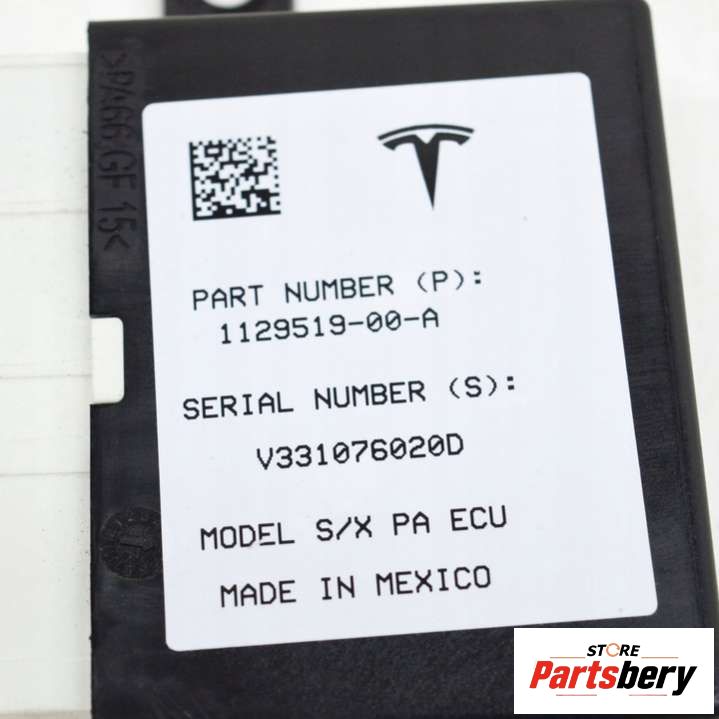 >PA66 GF 15<
PART NUMBER (P):
1129519-00-A
SERIAL NUMBER (S):
V331076020D
MODEL S/X PA ECU
MADE IN MEXICO
STORE
Partsbery